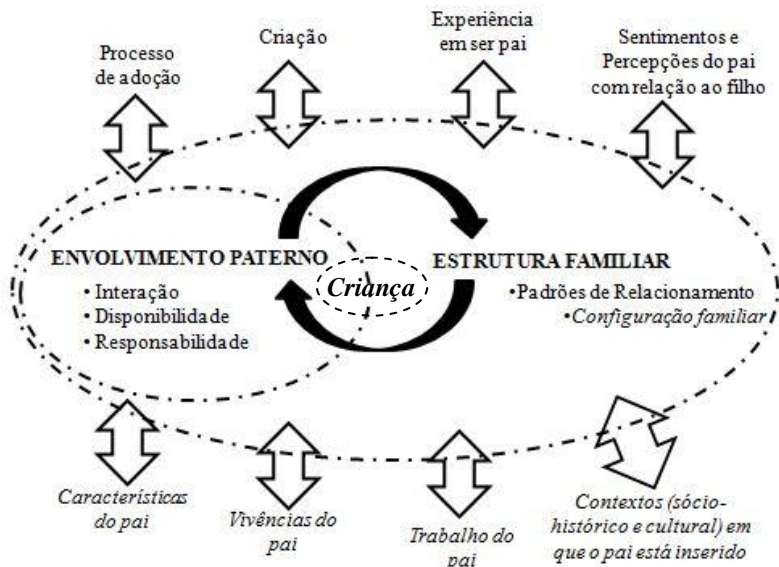 Processo
de adoção
Criação
Experiência
em ser pai
Sentimentos e
Percepções do pai
com relação ao filho
ENVOLVIMENTO PATERNO
• Interação
• Disponibilidade
• Responsabilidade
Criança
ESTRUTURA FAMILIAR
•Padrões de Relacionamento
•Configuração familiar
Características
do pai
Vivências do
pai
Trabalho do
pai
Contextos (sócio-
histórico e cultural) em
que o pai está inserido